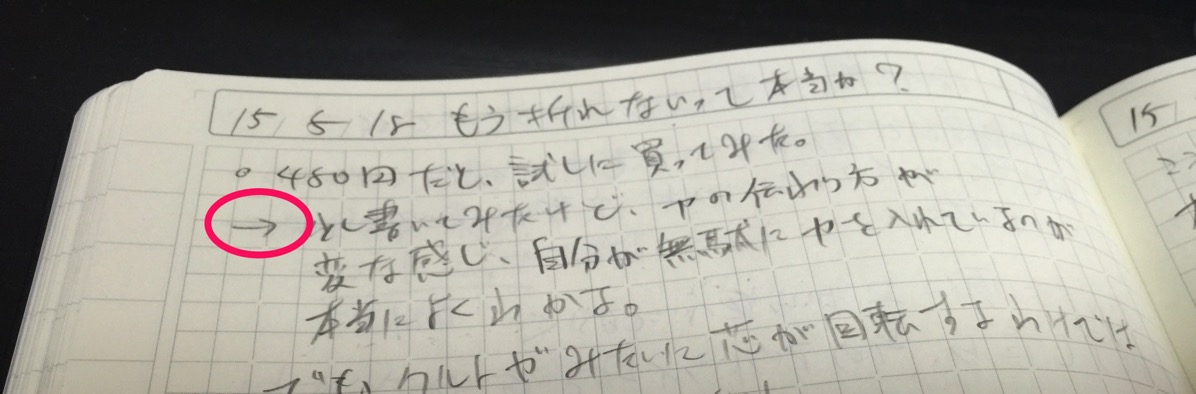 15 5 18 もう折れないって本当か?
。480円だと、試しに買ってみた。
→ 少し書いてみたけど、力の伝わり方が
変な感じ、自分が無駄に力を入れているのが
本当によくわかる。
でも、クルトガみたいに芯が回転するわけでは
15